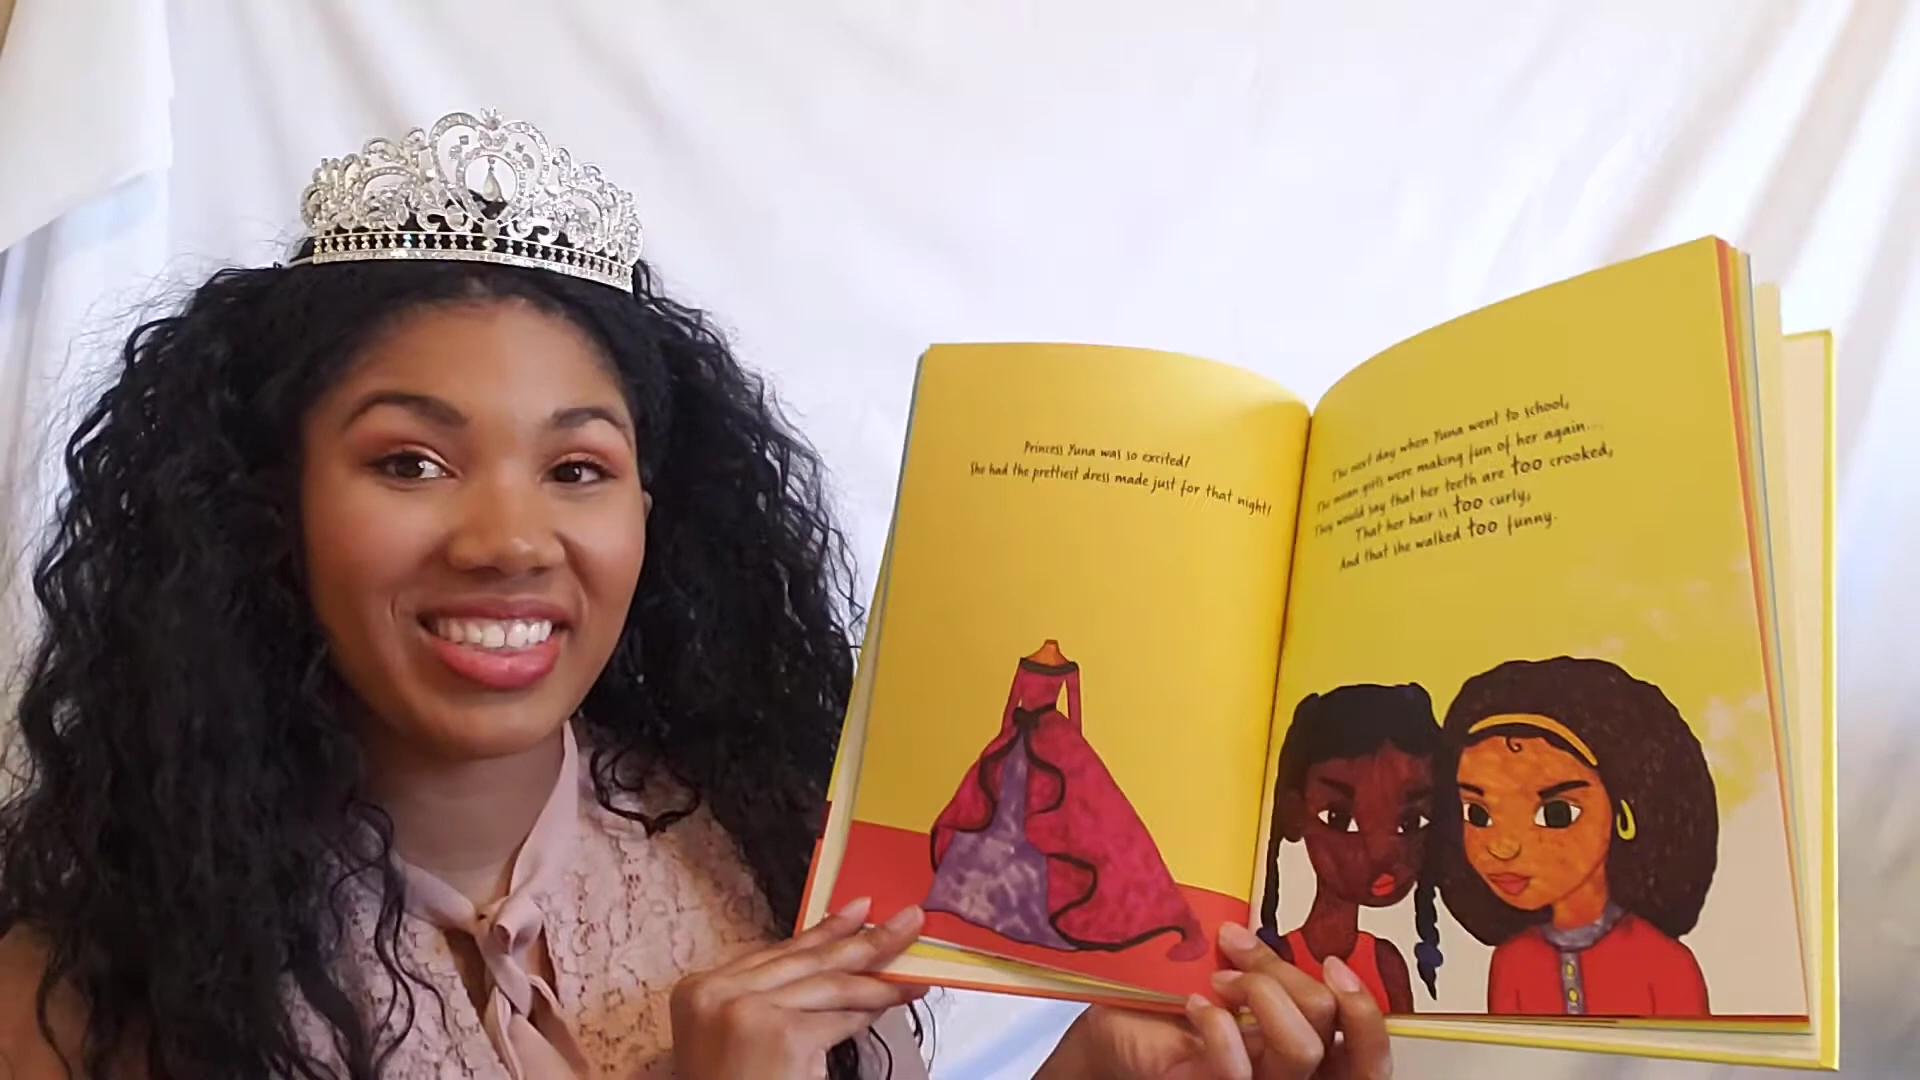 Princess Yuna was so excited!
She had the prettiest dress made just for that night!
The next day when Yuna went to school,
The mean girls were making fun of her again...
They would say that her teeth are too crooked,
That her hair is too curly,
And that she walked too funny.